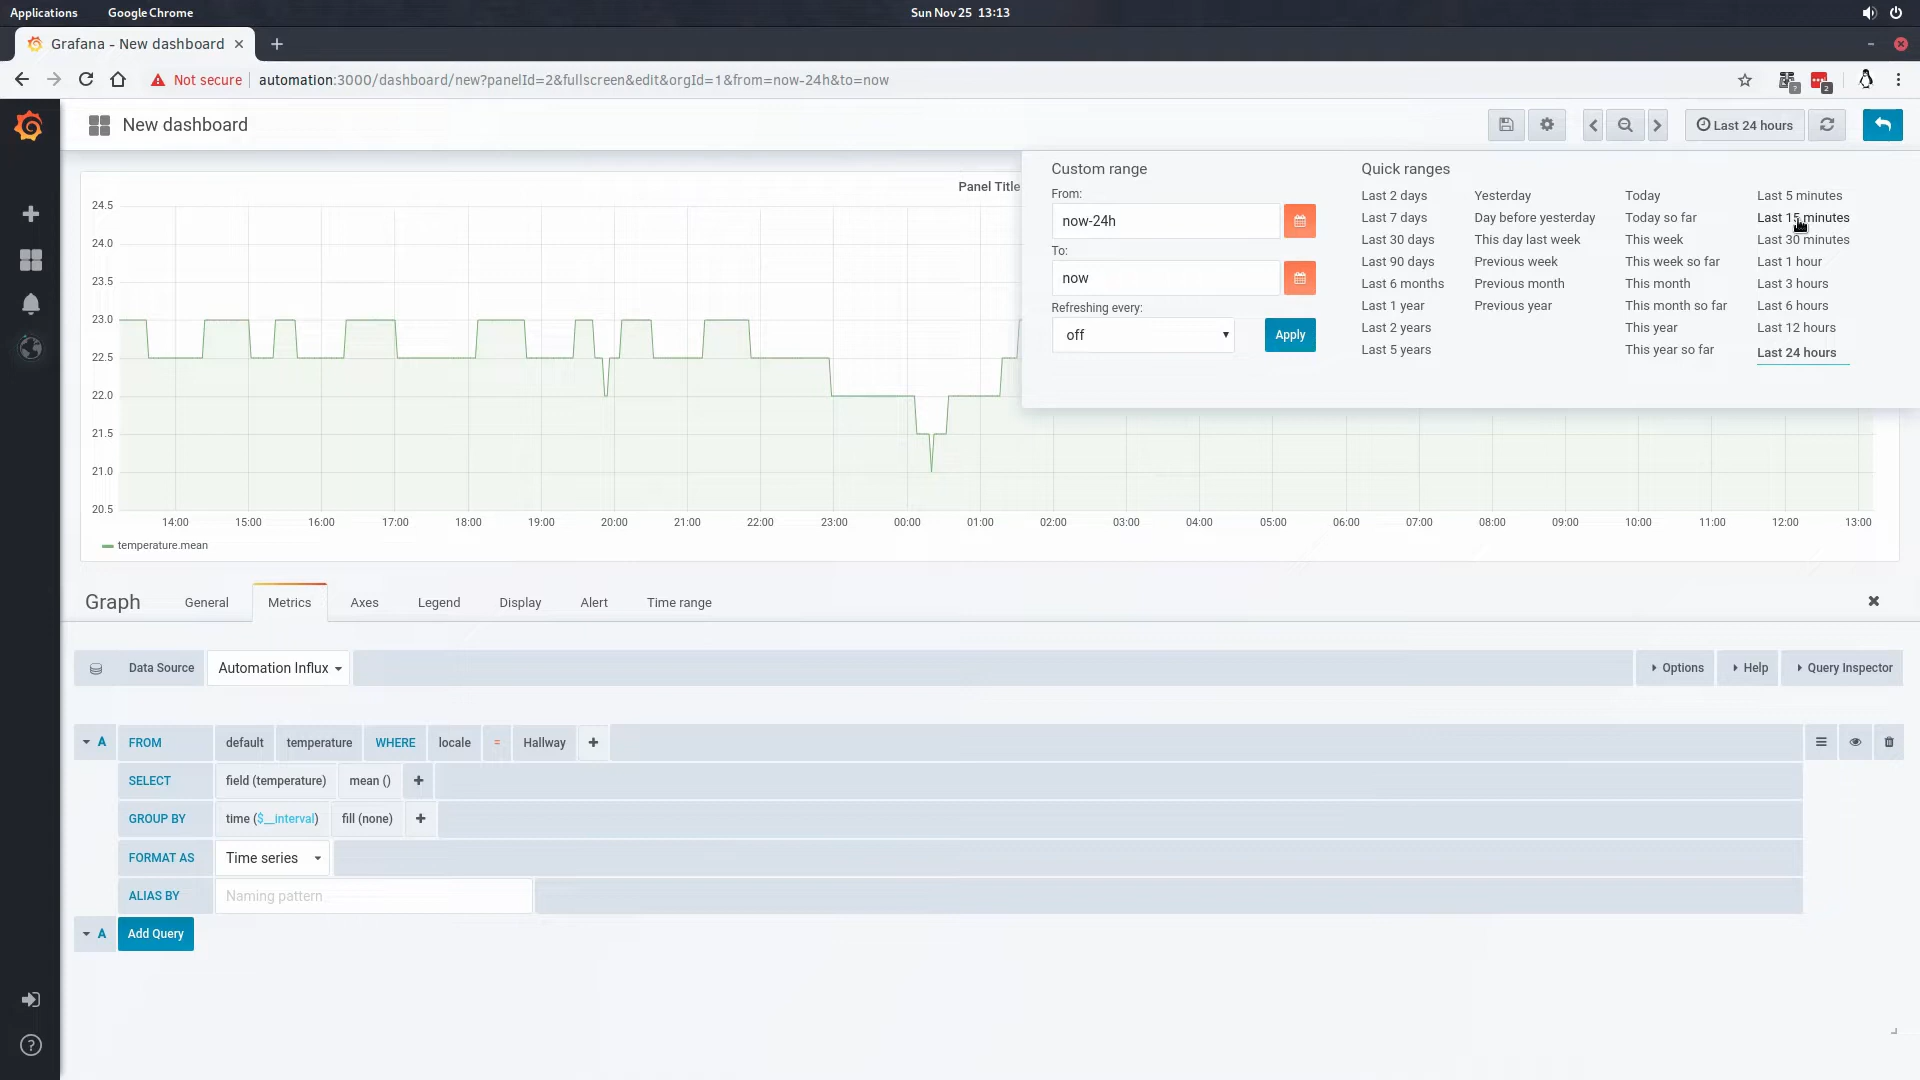 Applications Google Chrome Sun Nov 25 13:13
Grafana - New dashboard
Not secure automation:3000/dashboard/new?panelId=2&fullscreen&edit&orgId=1&from=now-24h&to=now
? 2
New dashboard Last 24 hours
Panel Title
24.5
24.0
23.5
23.0
22.5
22.0
21.5
21.0
20.5
14:00 15:00 16:00 17:00 18:00 19:00 20:00 21:00 22:00 23:00 00:00 01:00 02:00 03:00 04:00 05:00 06:00 07:00 08:00 09:00 10:00 11:00 12:00 13:00
temperature.mean
Custom range
From:
now-24h
To:
now
Refreshing every:
off Apply
Quick ranges
Last 2 days Yesterday Today Last 5 minutes
Last 7 days Day before yesterday Today so far Last 15 minutes
Last 30 days This day last week This week Last 30 minutes
Last 90 days Previous week This week so far Last 1 hour
Last 6 months Previous month This month Last 3 hours
Last 1 year Previous year This month so far Last 6 hours
Last 2 years This year Last 12 hours
Last 5 years This year so far Last 24 hours
Graph General Metrics Axes Legend Display Alert Time range
Data Source Automation Influx Options Help Query Inspector
A FROM default temperature WHERE locale = Hallway +
SELECT field (temperature) mean () +
GROUP BY time ($__interval) fill (none) +
FORMAT AS Time series
ALIAS BY Naming pattern
A Add Query